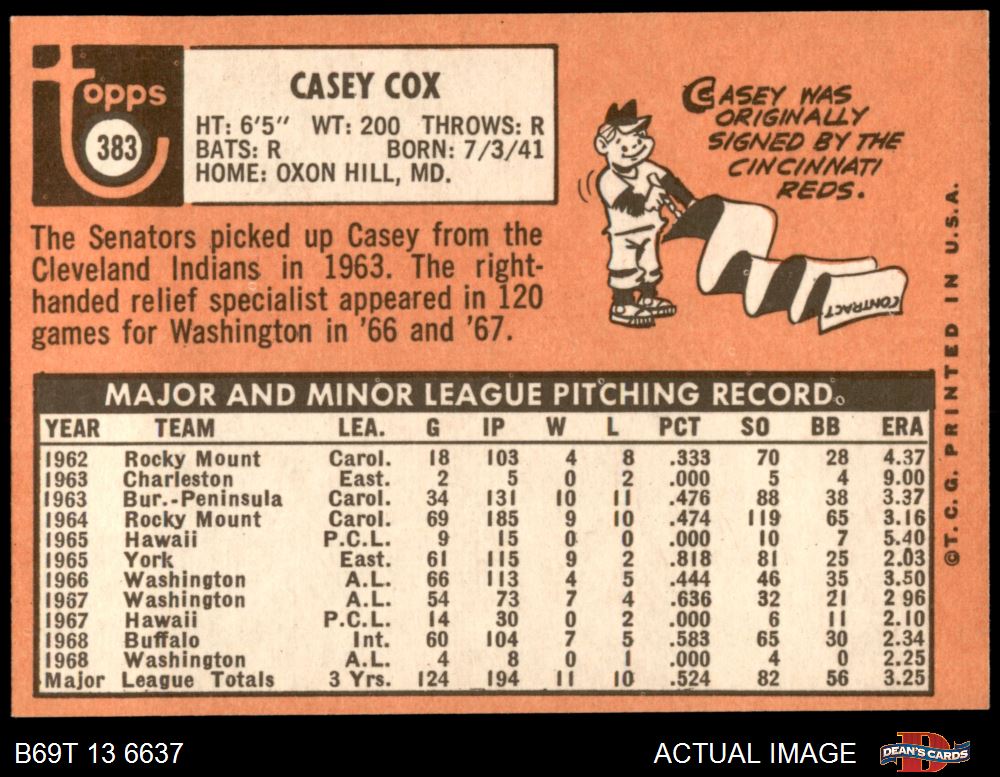 Topps
383
CASEY COX
HT: 6'5" WT: 200 THROWS: R
BATS: R BORN: 7/3/41
HOME: OXON HILL, MD.
CASEY WAS
ORIGINALLY
SIGNED BY THE
CINCINNATI
REDS.
CONTRACT
The Senators picked up Casey from the
Cleveland Indians in 1963. The right-
handed relief specialist appeared in 120
games for Washington in '66 and '67.
MAJOR AND MINOR LEAGUE PITCHING RECORD
YEAR TEAM LEA. G IP W L PCT SO BB ERA
1962 Rocky Mount Carol. 18 103 4 8 .333 70 28 4.37
1963 Charleston East. 2 5 0 2 .000 5 4 9.00
1963 Bur.-Peninsula Carol. 34 131 10 11 .476 88 38 3.37
1964 Rocky Mount Carol. 69 185 9 10 .474 119 65 3.16
1965 Hawaii P.C.L. 9 15 0 0 .000 10 7 5.40
1965 York East. 61 115 9 2 .818 81 25 2.03
1966 Washington A.L. 66 113 4 5 .444 46 35 3.50
1967 Washington A.L. 54 73 7 4 .636 32 21 2 96
1967 Hawaii P.C.L. 14 30 0 2 .000 6 11 2.10
1968 Buffalo Int. 60 104 7 5 .583 65 30 2.34
1968 Washington A.L. 4 8 0 1 .000 4 0 2.25
Major League Totals 3 Yrs. 124 194 11 10 .524 82 56 3.25
©T.C.G. PRINTED IN U.S.A.
B69T 13 6637
ACTUAL IMAGE
DEAN'S CARDS